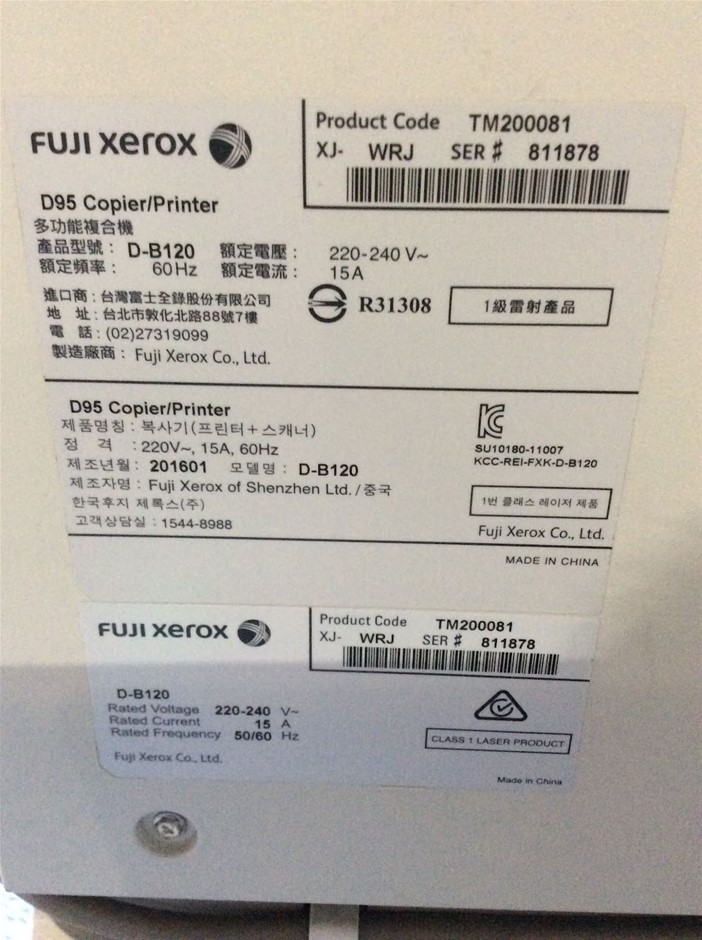 FUJI xerox
Product Code TM200081
XJ- WRJ SER # 811878
D95 Copier/Printer
多功能複合機
產品型號： D-B120 額定電壓： 220-240 V~
額定頻率： 60Hz 額定電流： 15A
進口商：台灣富士全錄股份有限公司
地 址：台北市敦化北路88號7樓
電 話：(02)27319099
製造廠商： Fuji Xerox Co., Ltd.
R31308
1級雷射產品
D95 Copier/Printer
제품명칭 : 복사기(프린터+스캐너)
정 격 : 220V~, 15A, 60Hz
제조년월 : 201601 모델명 : D-B120
제조자명 : Fuji Xerox of Shenzhen Ltd. / 중국
한국후지 제록스(주)
고객상담실 : 1544-8988
SU10180-11007
KCC-REI-FXK-D-B120
1번 클래스 레이저 제품
Fuji Xerox Co., Ltd.
MADE IN CHINA
FUJI xerox
Product Code TM200081
XJ- WRJ SER # 811878
D-B120
Rated Voltage 220-240 V~
Rated Current 15 A
Rated Frequency 50/60 Hz
Fuji Xerox Co., Ltd.
CLASS 1 LASER PRODUCT
Made in China